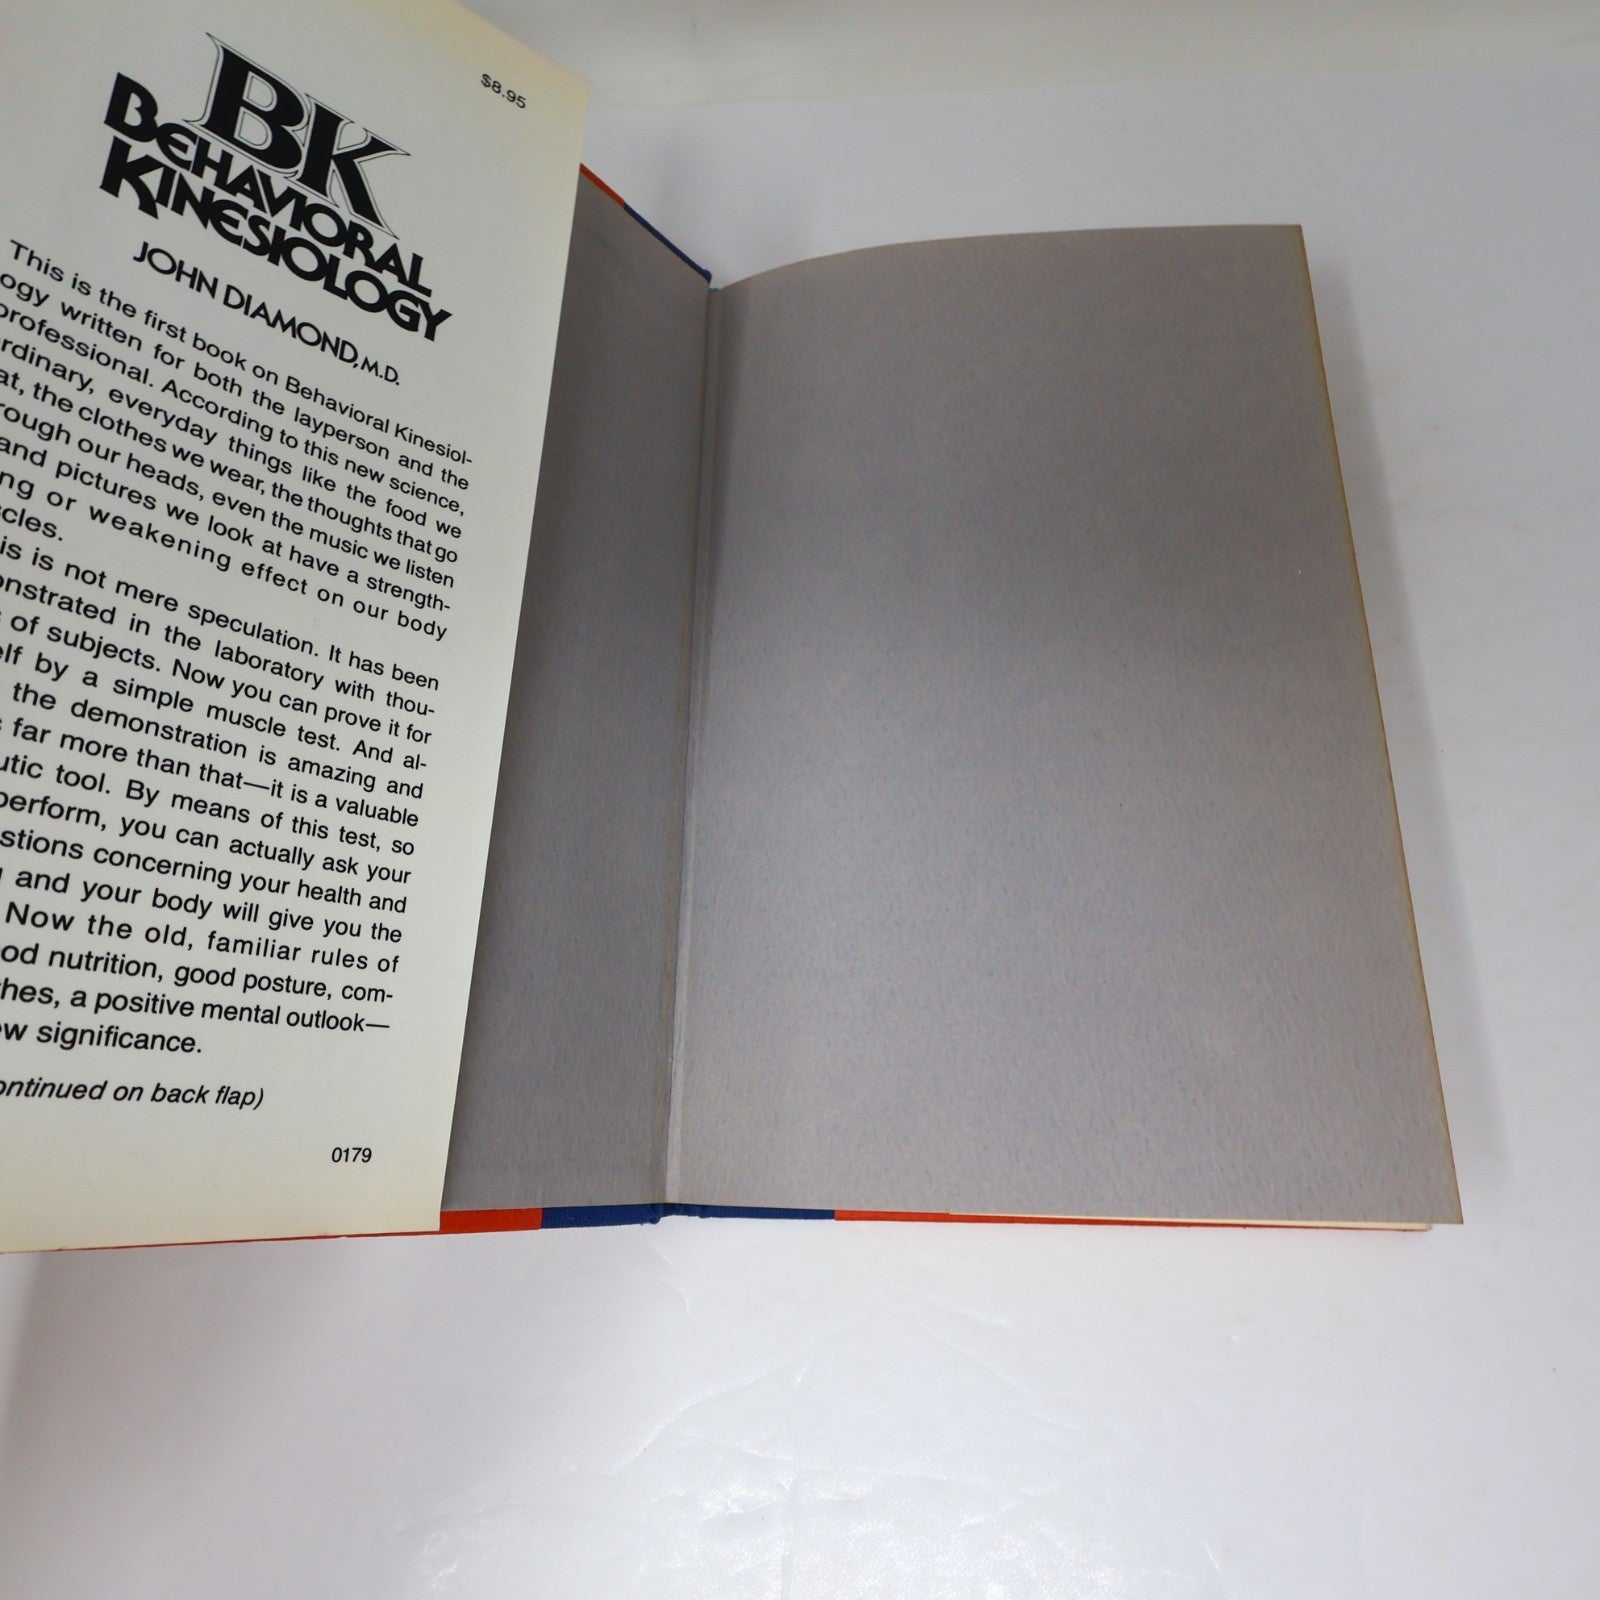 $8.95
BK
BEHAVIORAL
KINESIOLOGY
JOHN DIAMOND, M.D.
This is the first book on Behavioral Kinesiol-
ogy written for both the layperson and the
professional. According to this new science,
rdinary, everyday things like the food we
at, the clothes we wear, the thoughts that go
rough our heads, even the music we listen
and pictures we look at have a strength-
ng or weakening effect on our body
cles.
is is not mere speculation. It has been
onstrated in the laboratory with thou-
s of subjects. Now you can prove it for
elf by a simple muscle test. And al-
the demonstration is amazing and
s far more than that—it is a valuable
utic tool. By means of this test, so
perform, you can actually ask your
stions concerning your health and
and your body will give you the
Now the old, familiar rules of
od nutrition, good posture, com-
hes, a positive mental outlook—
ew significance.
ontinued on back flap)
0179